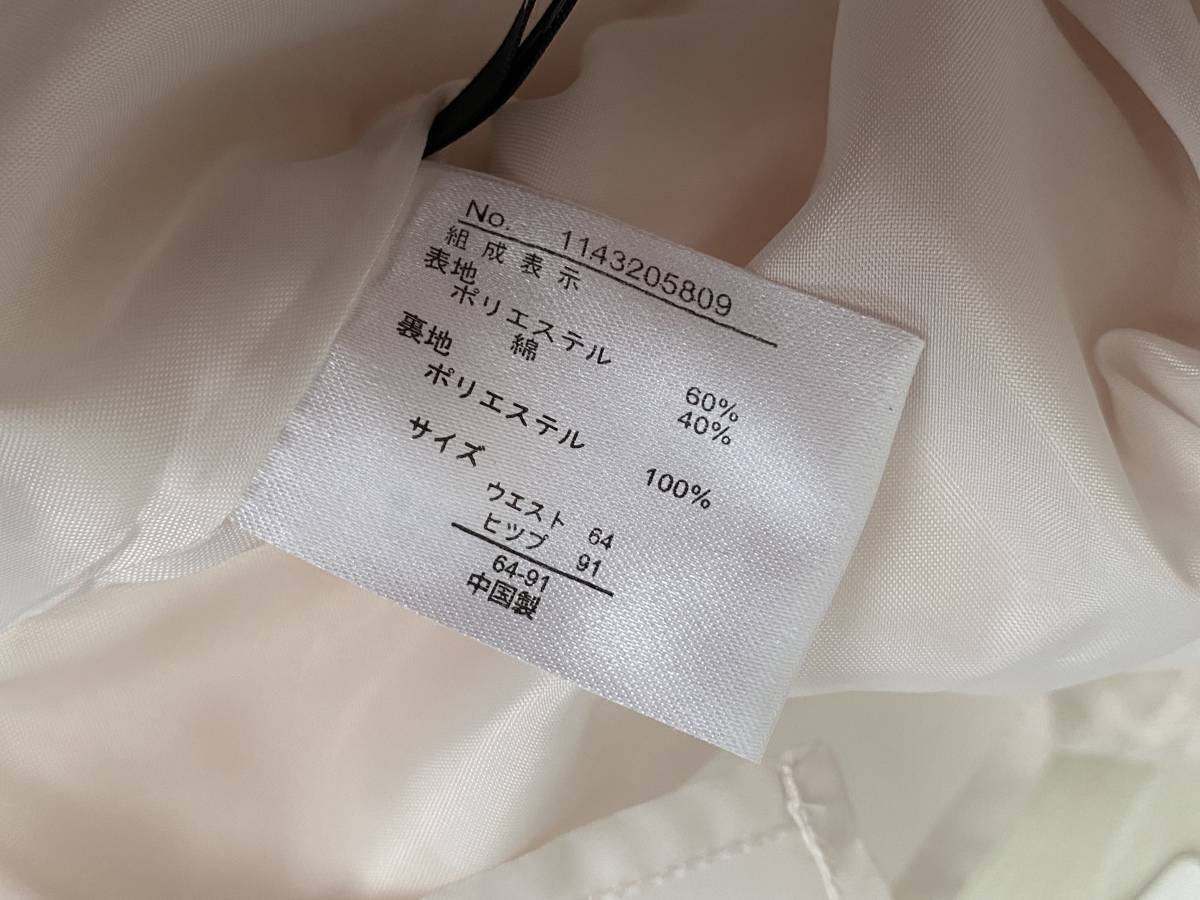 No. 1143205809
組成表示
表地
ポリエステル 60%
綿 40%
裏地
ポリエステル 100%
サイズ
ウエスト 64
ヒツプ 91
64-91
中国製